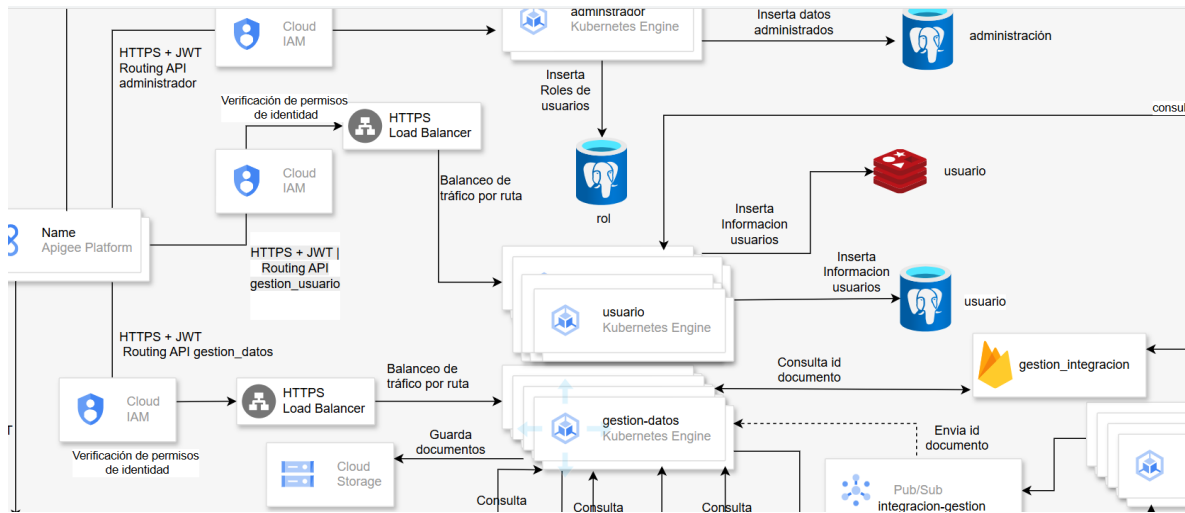 Cloud
IAM
adminstrador
Kubernetes Engine
Inserta datos
administrados
administración
HTTPS + JWT
Routing API
administrador
Inserta
Roles de
usuarios
Verificación de permisos
de identidad
HTTPS
Load Balancer
consul
Cloud
IAM
Balanceo de
tráfico por ruta
rol
usuario
Inserta
Informacion
usuarios
Name
Apigee Platform
HTTPS + JWT |
Routing API
gestion_usuario
Inserta
Informacion
usuarios
usuario
usuario
Kubernetes Engine
HTTPS + JWT
Routing API gestion_datos
Consulta id
documento
gestion_integracion
Balanceo de
tráfico por ruta
Cloud
IAM
HTTPS
Load Balancer
gestion-datos
Kubernetes Engine
Guarda
documentos
Envia id
documento
Verificación de permisos
de identidad
Cloud
Storage
Pub/Sub
integracion-gestion
Consulta
Consulta
Consulta